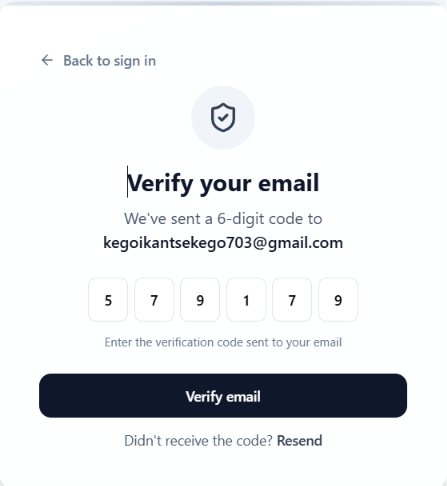 Back to sign in
Verify your email
We've sent a 6-digit code to
kegoikantsekego703@gmail.com
5 7 9 1 7 9
Enter the verification code sent to your email
Verify email
Didn't receive the code? Resend